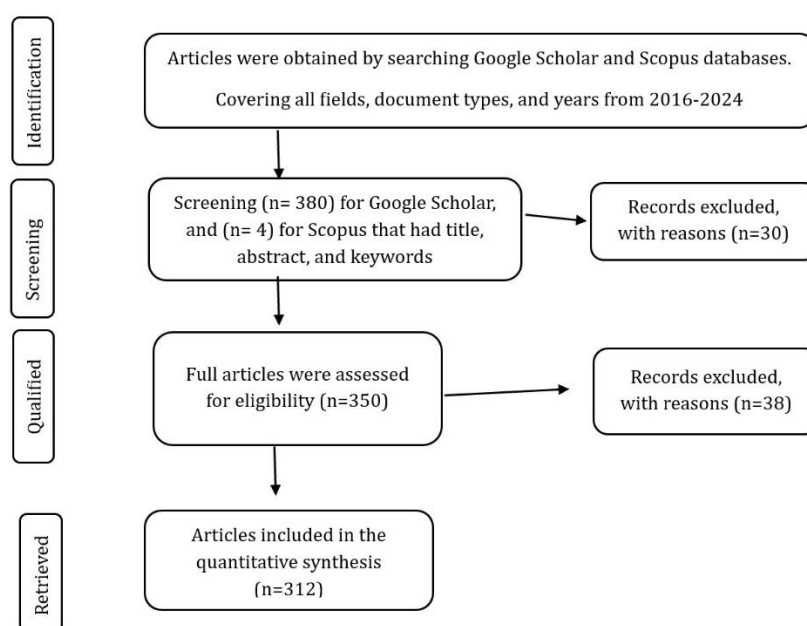 Identification
Articles were obtained by searching Google Scholar and Scopus databases.
Covering all fields, document types, and years from 2016-2024
Screening
Screening (n= 380) for Google Scholar,
and (n= 4) for Scopus that had title,
abstract, and keywords
Records excluded,
with reasons (n=30)
Qualified
Full articles were assessed
for eligibility (n=350)
Records excluded,
with reasons (n=38)
Retrieved
Articles included in the
quantitative synthesis
(n=312)